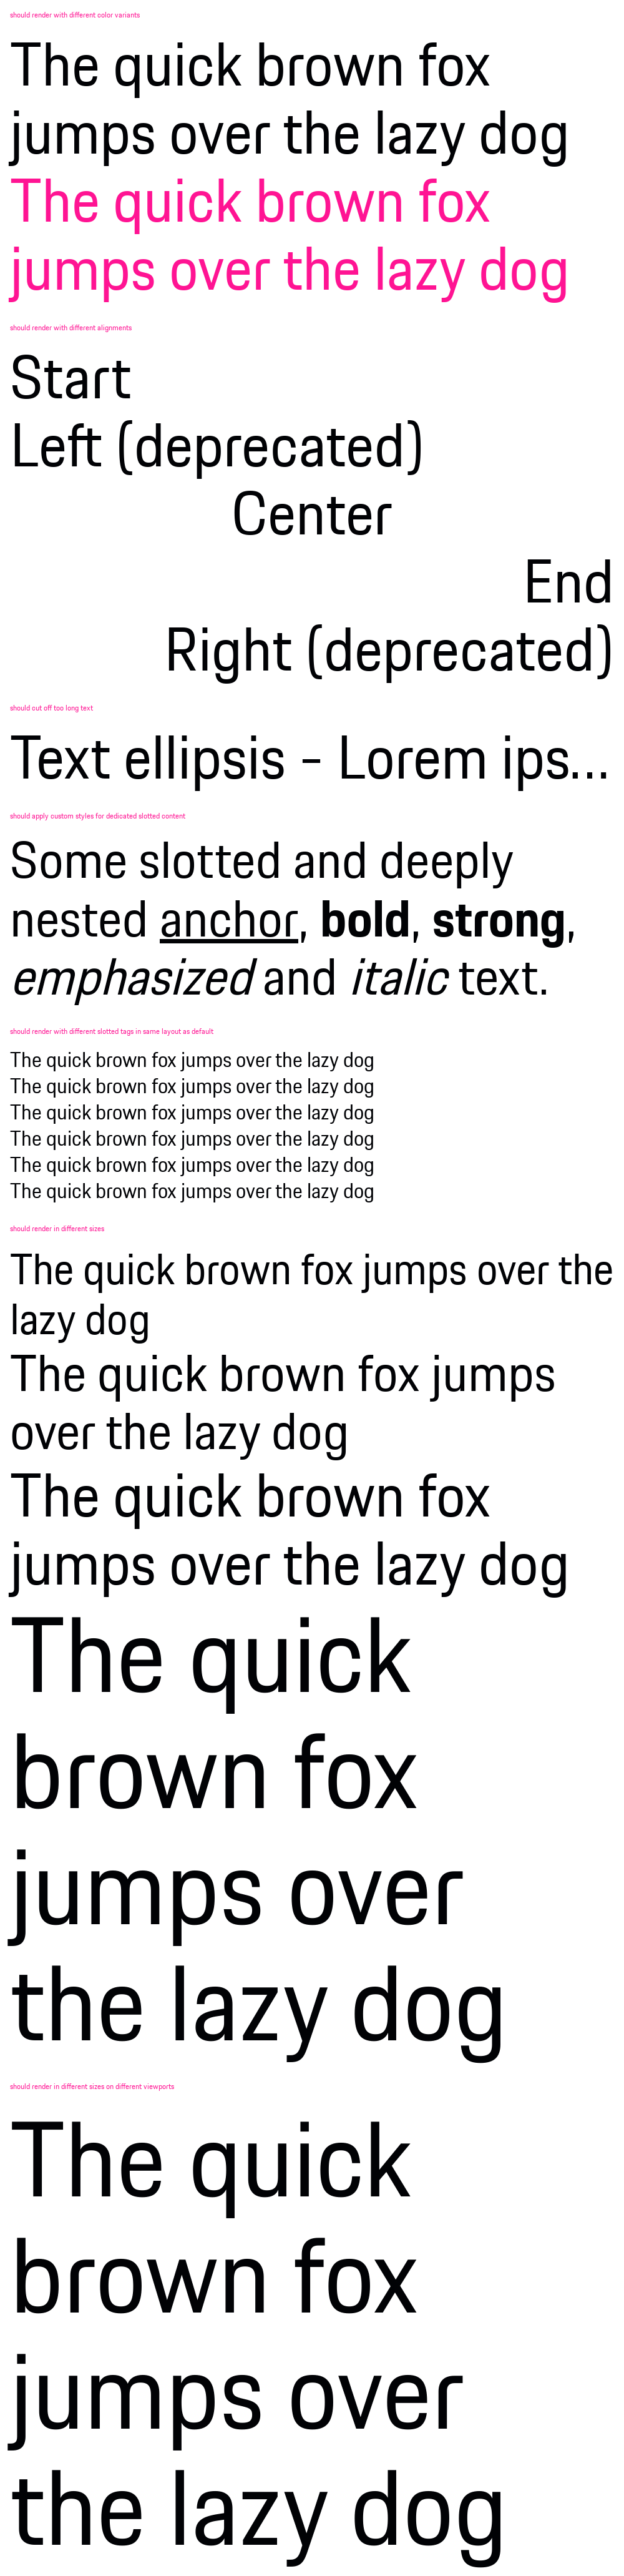 should render with different color variants
The quick brown fox
jumps over the lazy dog
The quick brown fox
jumps over the lazy dog
should render with different alignments
Start
Left (deprecated)
Center
End
Right (deprecated)
should cut off too long text
Text ellipsis - Lorem ips...
should apply custom styles for dedicated slotted content
Some slotted and deeply
nested anchor, bold, strong,
emphasized and italic text.
should render with different slotted tags in same layout as default
The quick brown fox jumps over the lazy dog
The quick brown fox jumps over the lazy dog
The quick brown fox jumps over the lazy dog
The quick brown fox jumps over the lazy dog
The quick brown fox jumps over the lazy dog
The quick brown fox jumps over the lazy dog
should render in different sizes
The quick brown fox jumps over the
lazy dog
The quick brown fox jumps
over the lazy dog
The quick brown fox
jumps over the lazy dog
The quick
brown fox
jumps over
the lazy dog
should render in different sizes on different viewports
The quick
brown fox
jumps over
the lazy dog